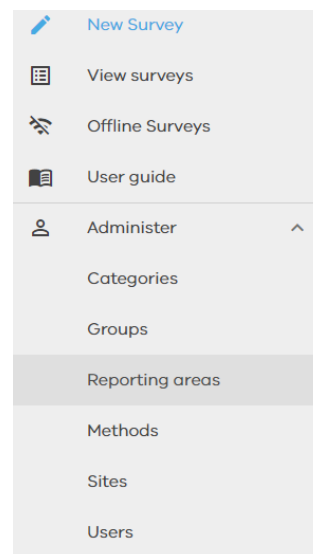 New Survey
View surveys
Offline Surveys
User guide
Administer
Categories
Groups
Reporting areas
Methods
Sites
Users